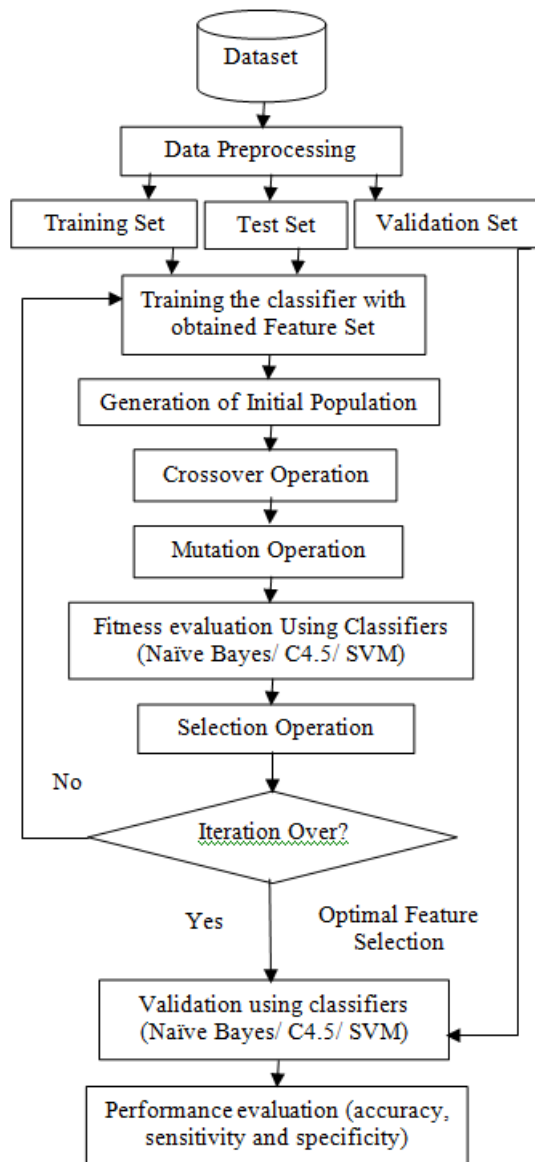 Dataset
Data Preprocessing
Training Set
Test Set
Validation Set
Training the classifier with
obtained Feature Set
Generation of Initial Population
Crossover Operation
Mutation Operation
Fitness evaluation Using Classifiers
(Naïve Bayes/ C4.5/ SVM)
Selection Operation
No
Iteration Over?
Yes
Optimal Feature
Selection
Validation using classifiers
(Naïve Bayes/ C4.5/ SVM)
Performance evaluation (accuracy,
sensitivity and specificity)